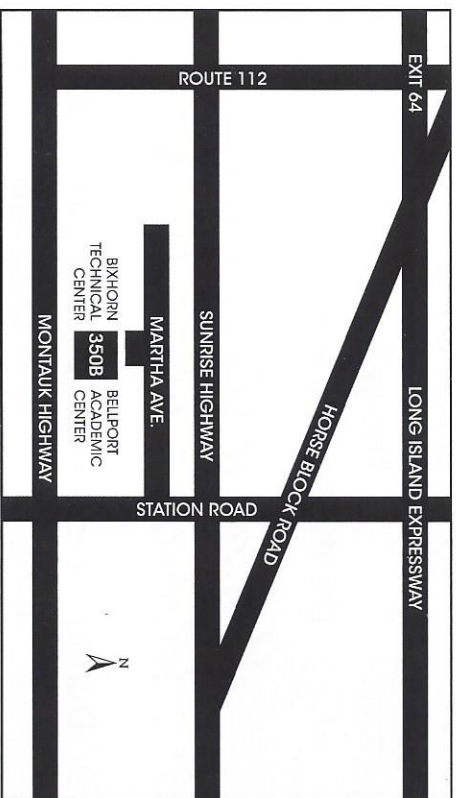 EXIT 64
LONG ISLAND EXPRESSWAY
ROUTE 112
HORSE BLOCK ROAD
SUNRISE HIGHWAY
STATION ROAD
MARTHA AVE.
BIXHORN
TECHNICAL
CENTER
350B
BELLPORT
ACADEMIC
CENTER
N
MONTAUK HIGHWAY